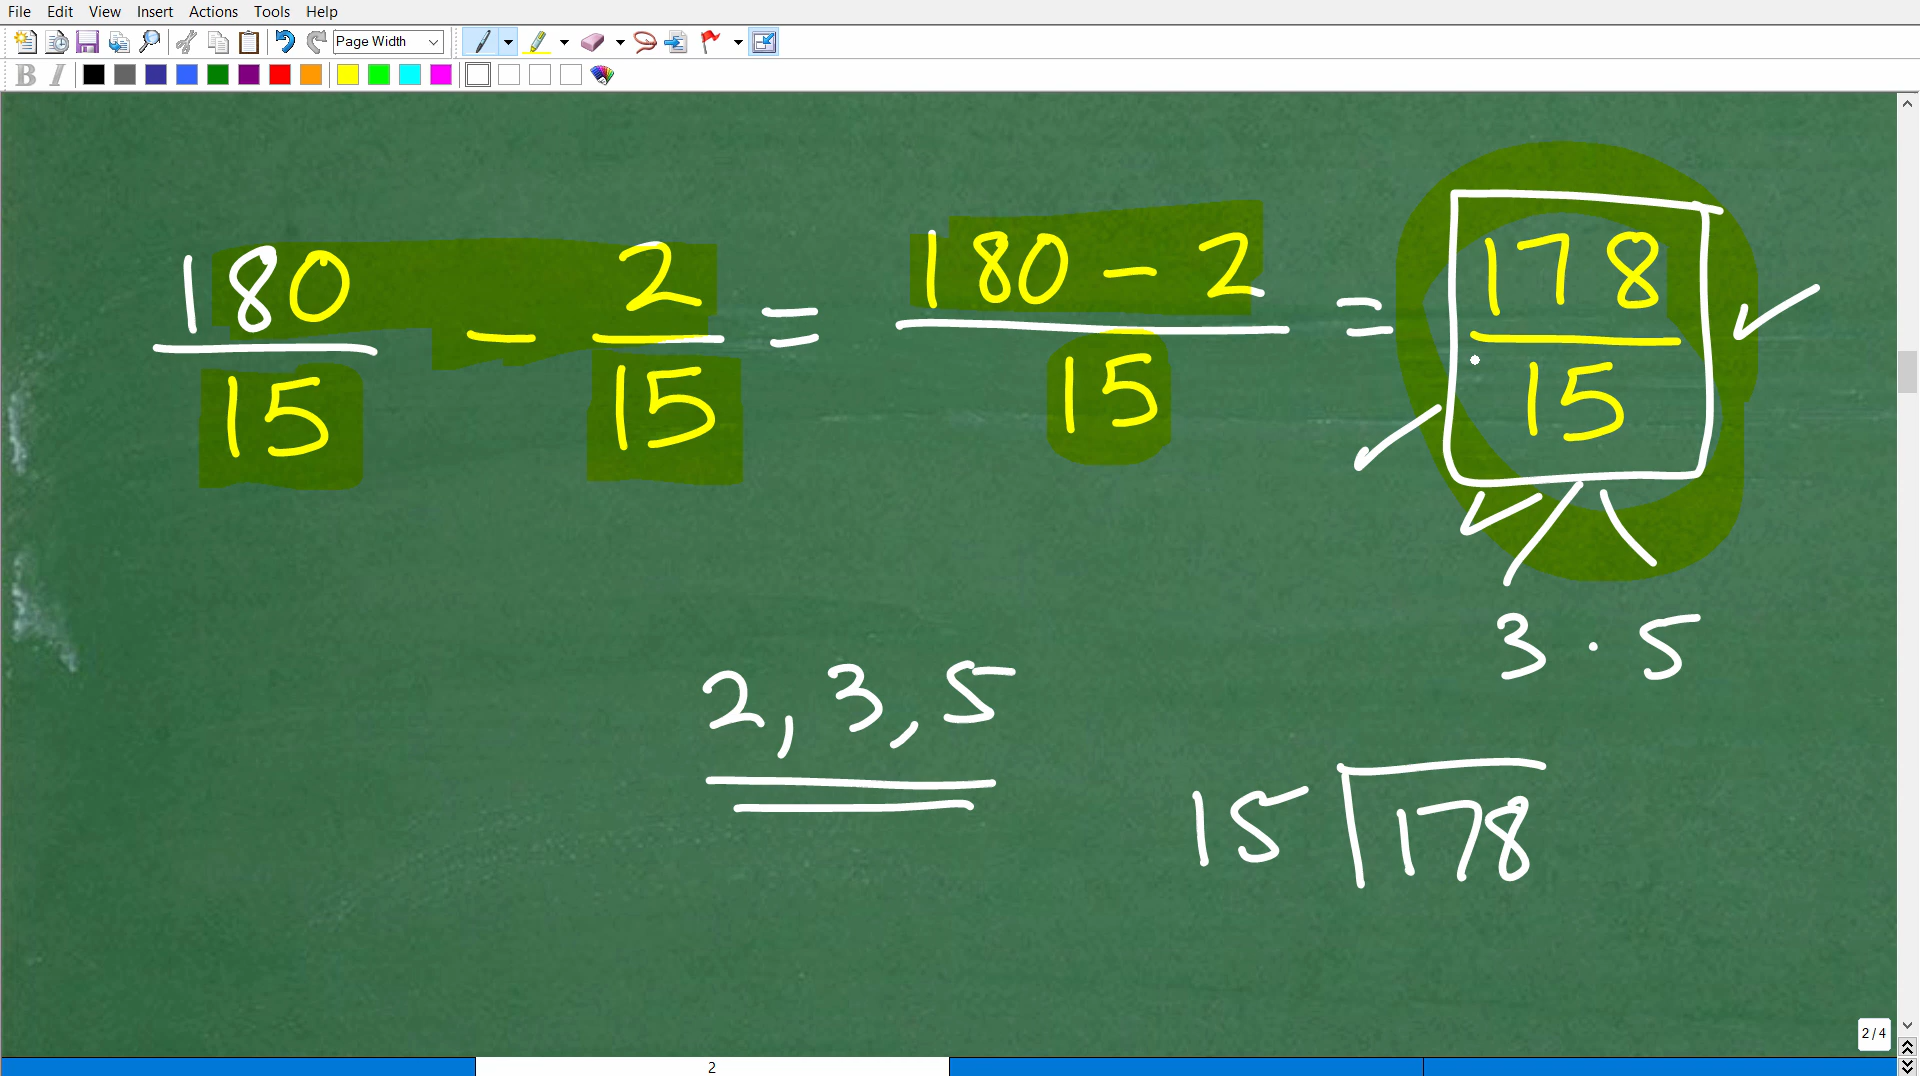 File Edit View Insert Actions Tools Help
Page Width
B I
180/15 - 2/15 = 180 - 2/15 = 178/15
3 · 5
2, 3, 5
15 178
2 / 4
2